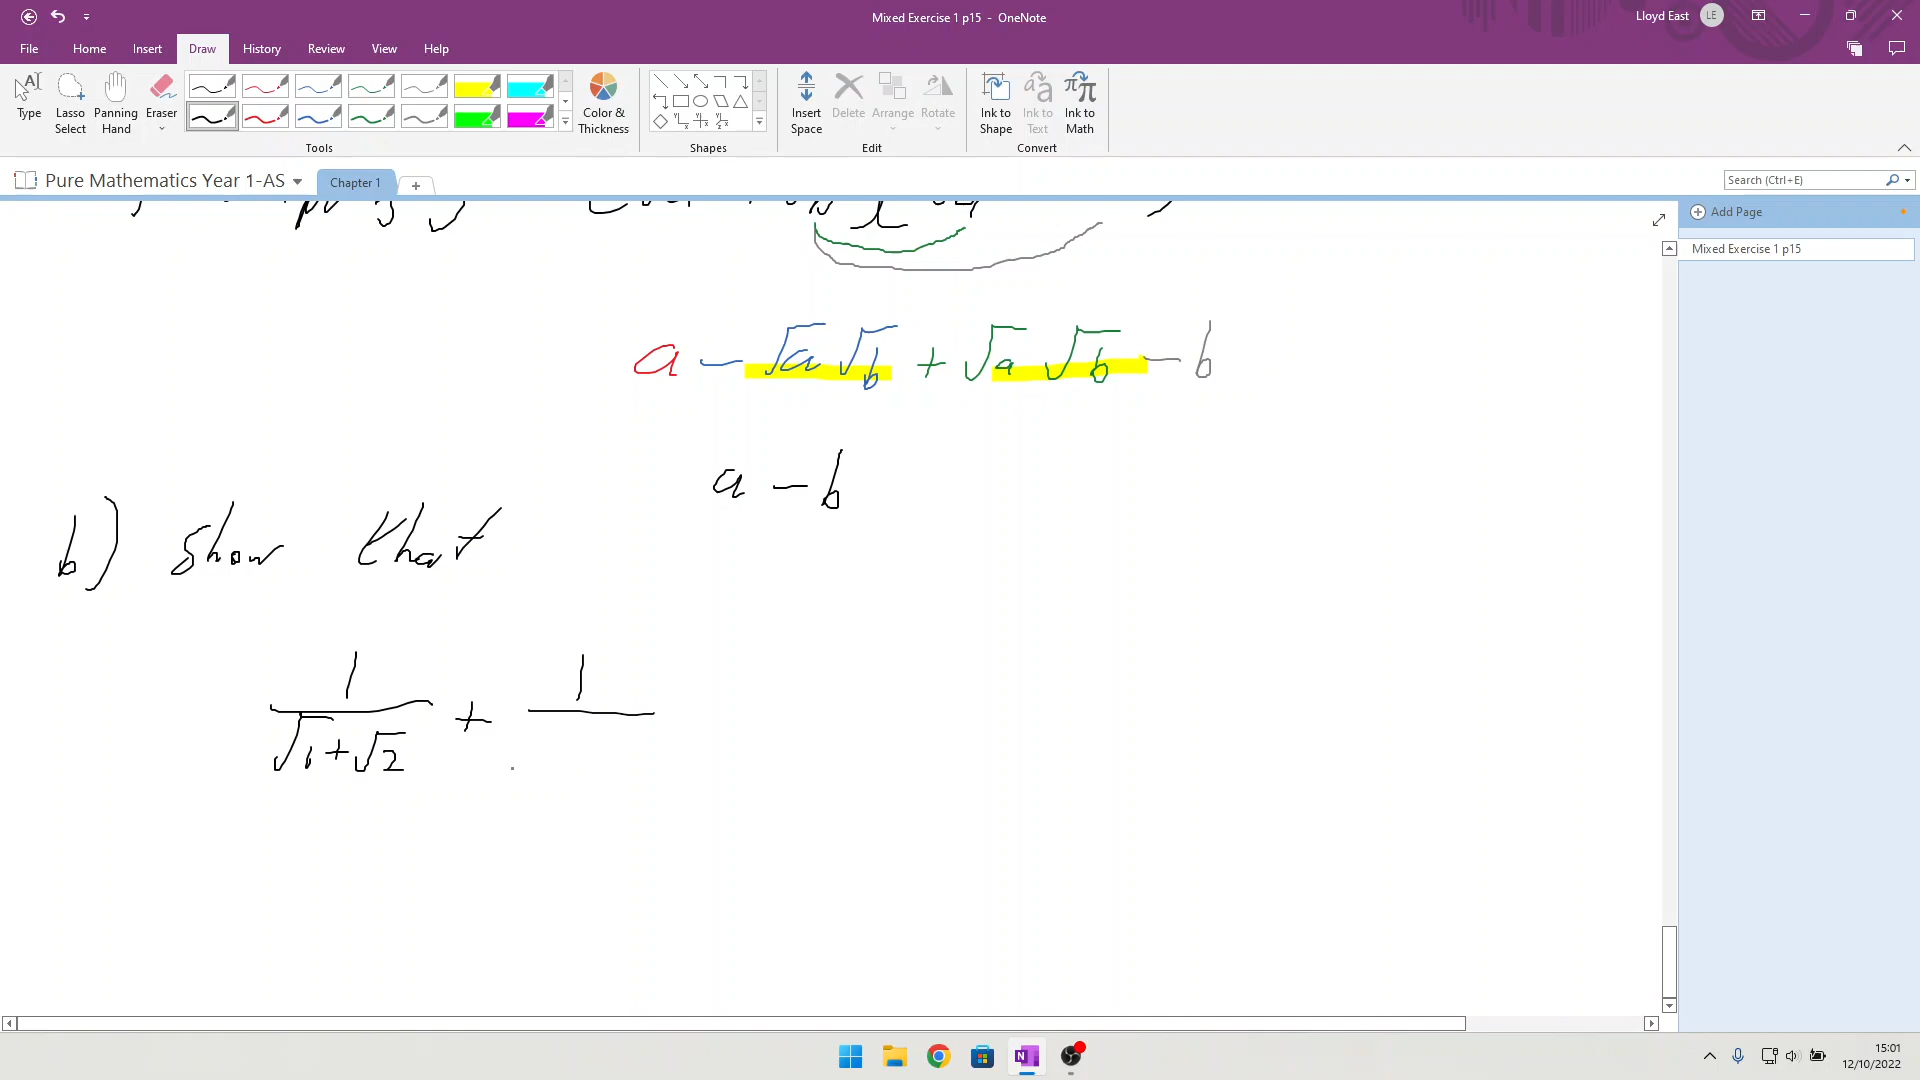 Mixed Exercise 1 p15 - OneNote
Lloyd East
LE
File Home Insert Draw History Review View Help
Type
Lasso Select
Panning Hand
Eraser
Color & Thickness
Insert Space
Delete
Arrange
Rotate
Ink to Shape
Ink to Text
Ink to Math
Tools
Shapes
Edit
Convert
Pure Mathematics Year 1-AS
Chapter 1
Search (Ctrl+E)
Add Page
Mixed Exercise 1 p15
a - √a √b + √a √b - b
a - b
b) Show that
1/(√1+√2) + 1
15:01
12/10/2022